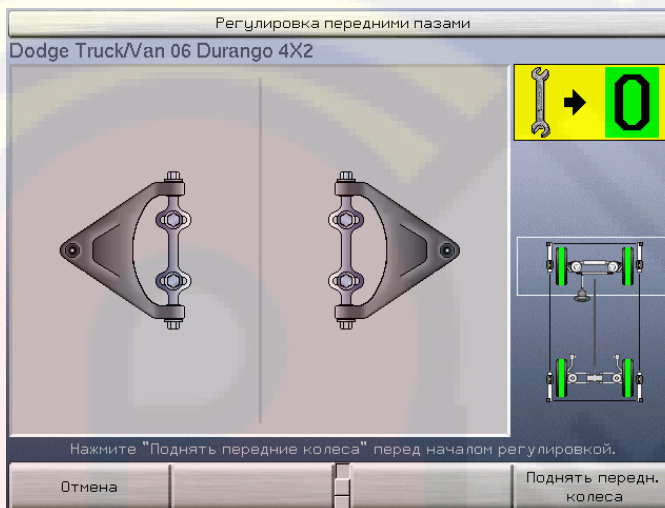 Регулировка передними пазами
Dodge Truck/Van 06 Durango 4X2
0
Нажмите "Поднять передние колеса" перед началом регулировкой.
Отмена
Поднять передн.
колеса